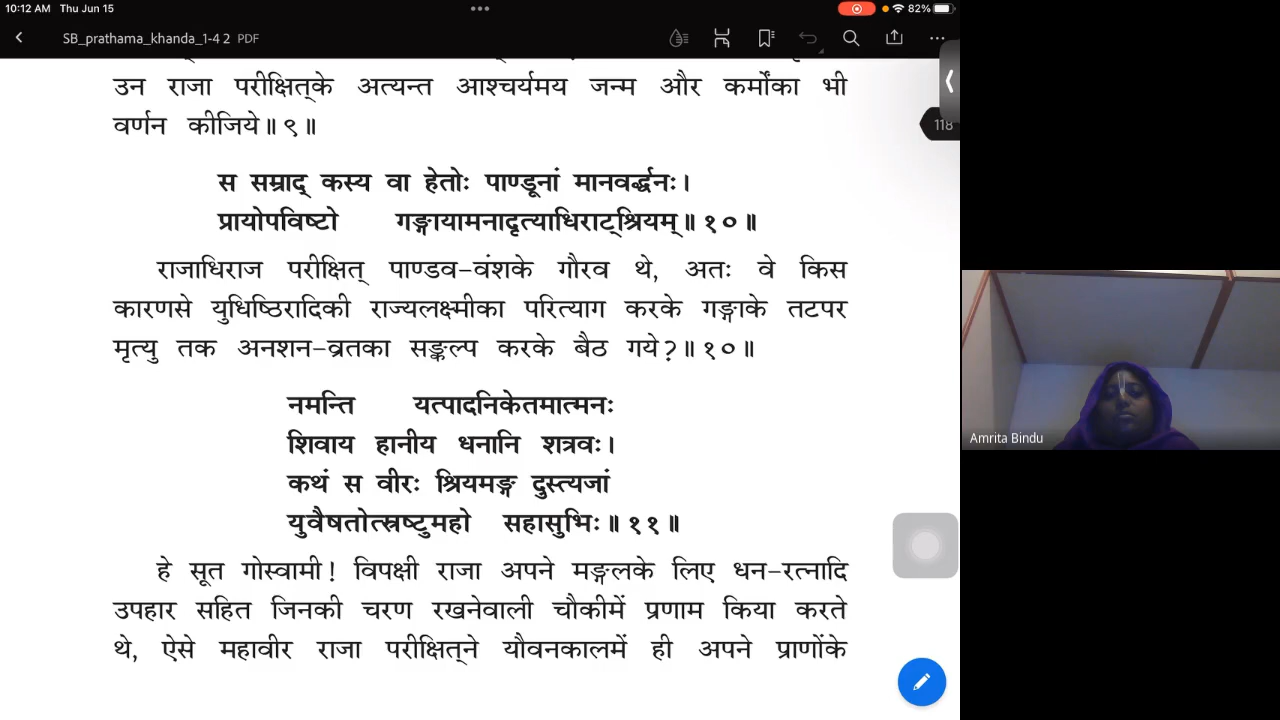 10:12 AM Thu Jun 15
82%
SB_prathama_khanda_1-4 2 PDF
उन राजा परीक्षित्‌के अत्यन्त आश्चर्यमय जन्म और कर्मोंका भी
118
वर्णन कीजिये॥ ९॥
स सम्राड् कस्य वा हेतोः पाण्डूनां मानवर्द्धनः।
प्रायोपविष्टो गङ्गायामनादृत्याधिराट्‌श्रियम्॥ १०॥
राजाधिराज परीक्षित् पाण्डव-वंशके गौरव थे, अतः वे किस
कारणसे युधिष्ठिरादिकी राज्यलक्ष्मीका परित्याग करके गङ्गाके तटपर
मृत्यु तक अनशन-व्रतका सङ्कल्प करके बैठ गये?॥ १०॥
नमन्ति यत्पादनिकेतमात्मनः
शिवाय हानीय धनानि शत्रवः।
कथं स वीरः श्रियमङ्ग दुस्त्यजां
युवैषतोत्स्रष्टुमहो सहासुभिः॥ ११॥
Amrita Bindu
हे सूत गोस्वामी! विपक्षी राजा अपने मङ्गलके लिए धन-रत्नादि
उपहार सहित जिनकी चरण रखनेवाली चौकीमें प्रणाम किया करते
थे, ऐसे महावीर राजा परीक्षित्‌ने यौवनकालमें ही अपने प्राणोंके